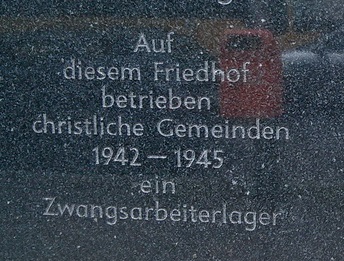 Auf
diesem Friedhof
betrieben
christliche Gemeinden
1942 – 1945
ein
Zwangsarbeiterlager